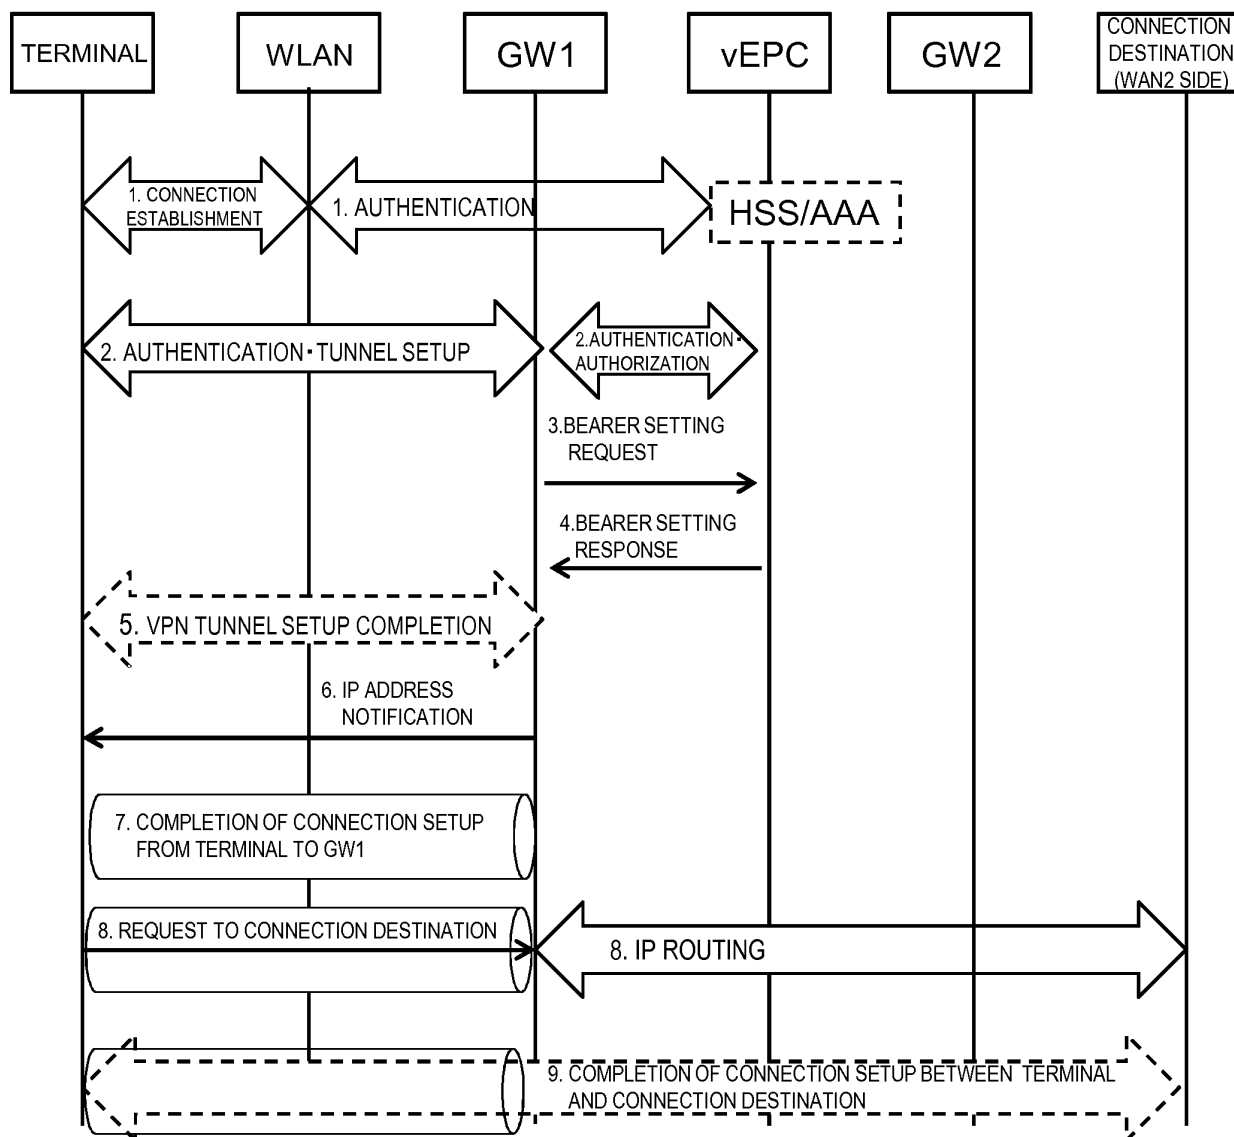 TERMINAL
WLAN
GW1
vEPC
GW2
CONNECTION
DESTINATION
(WAN2 SIDE)
1. CONNECTION
ESTABLISHMENT
1. AUTHENTICATION
HSS/AAA
2. AUTHENTICATION・TUNNEL SETUP
2.AUTHENTICATION・
AUTHORIZATION
3.BEARER SETTING
REQUEST
4.BEARER SETTING
RESPONSE
5. VPN TUNNEL SETUP COMPLETION
6. IP ADDRESS
NOTIFICATION
7. COMPLETION OF CONNECTION SETUP
FROM TERMINAL TO GW1
8. REQUEST TO CONNECTION DESTINATION
8. IP ROUTING
9. COMPLETION OF CONNECTION SETUP BETWEEN TERMINAL
AND CONNECTION DESTINATION